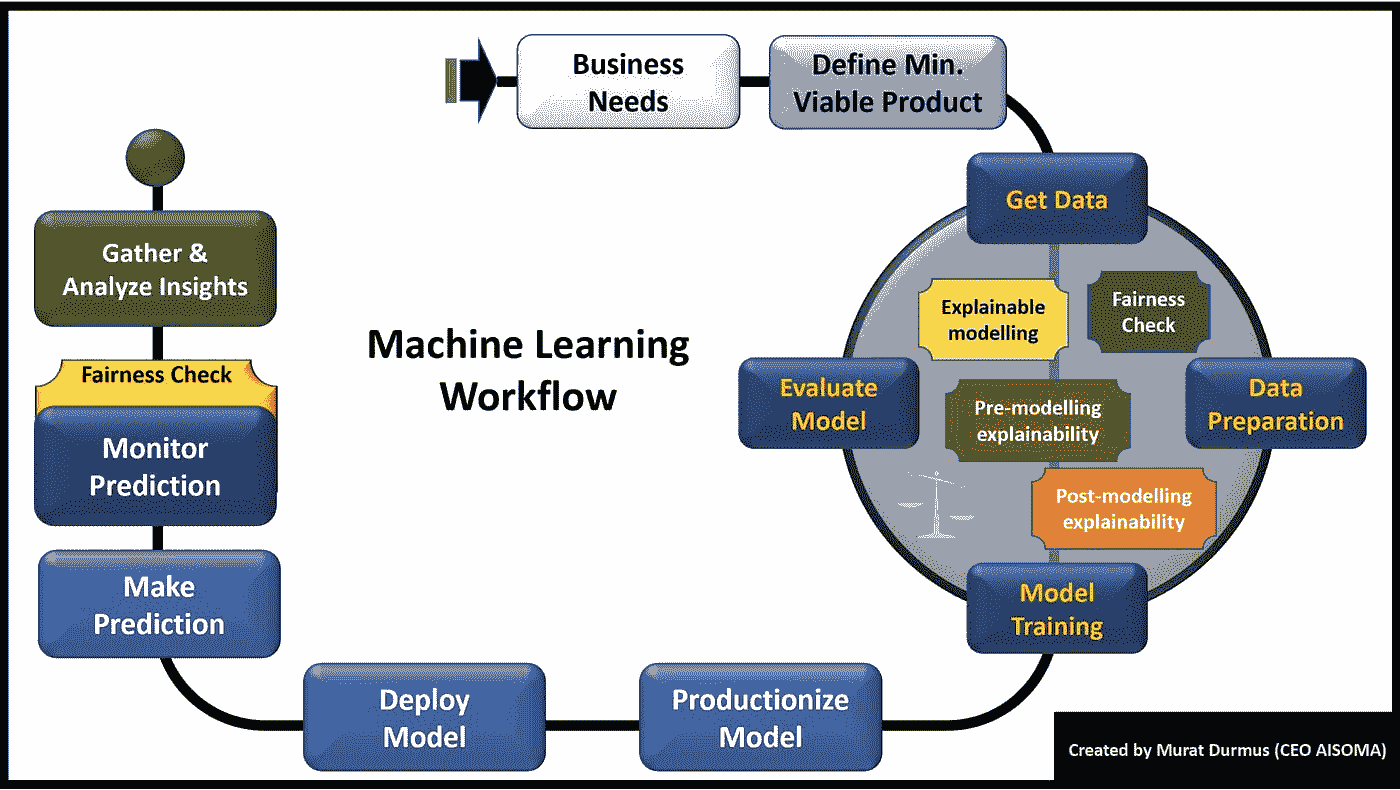 Business
Needs
Define Min.
Viable Product
Get Data
Explainable
modelling
Fairness
Check
Evaluate
Model
Data
Preparation
Pre-modelling
explainability
Post-modelling
explainability
Model
Training
Productionize
Model
Deploy
Model
Make
Prediction
Monitor
Prediction
Fairness Check
Gather &
Analyze Insights
Machine Learning
Workflow
Created by Murat Durmus (CEO AISOMA)